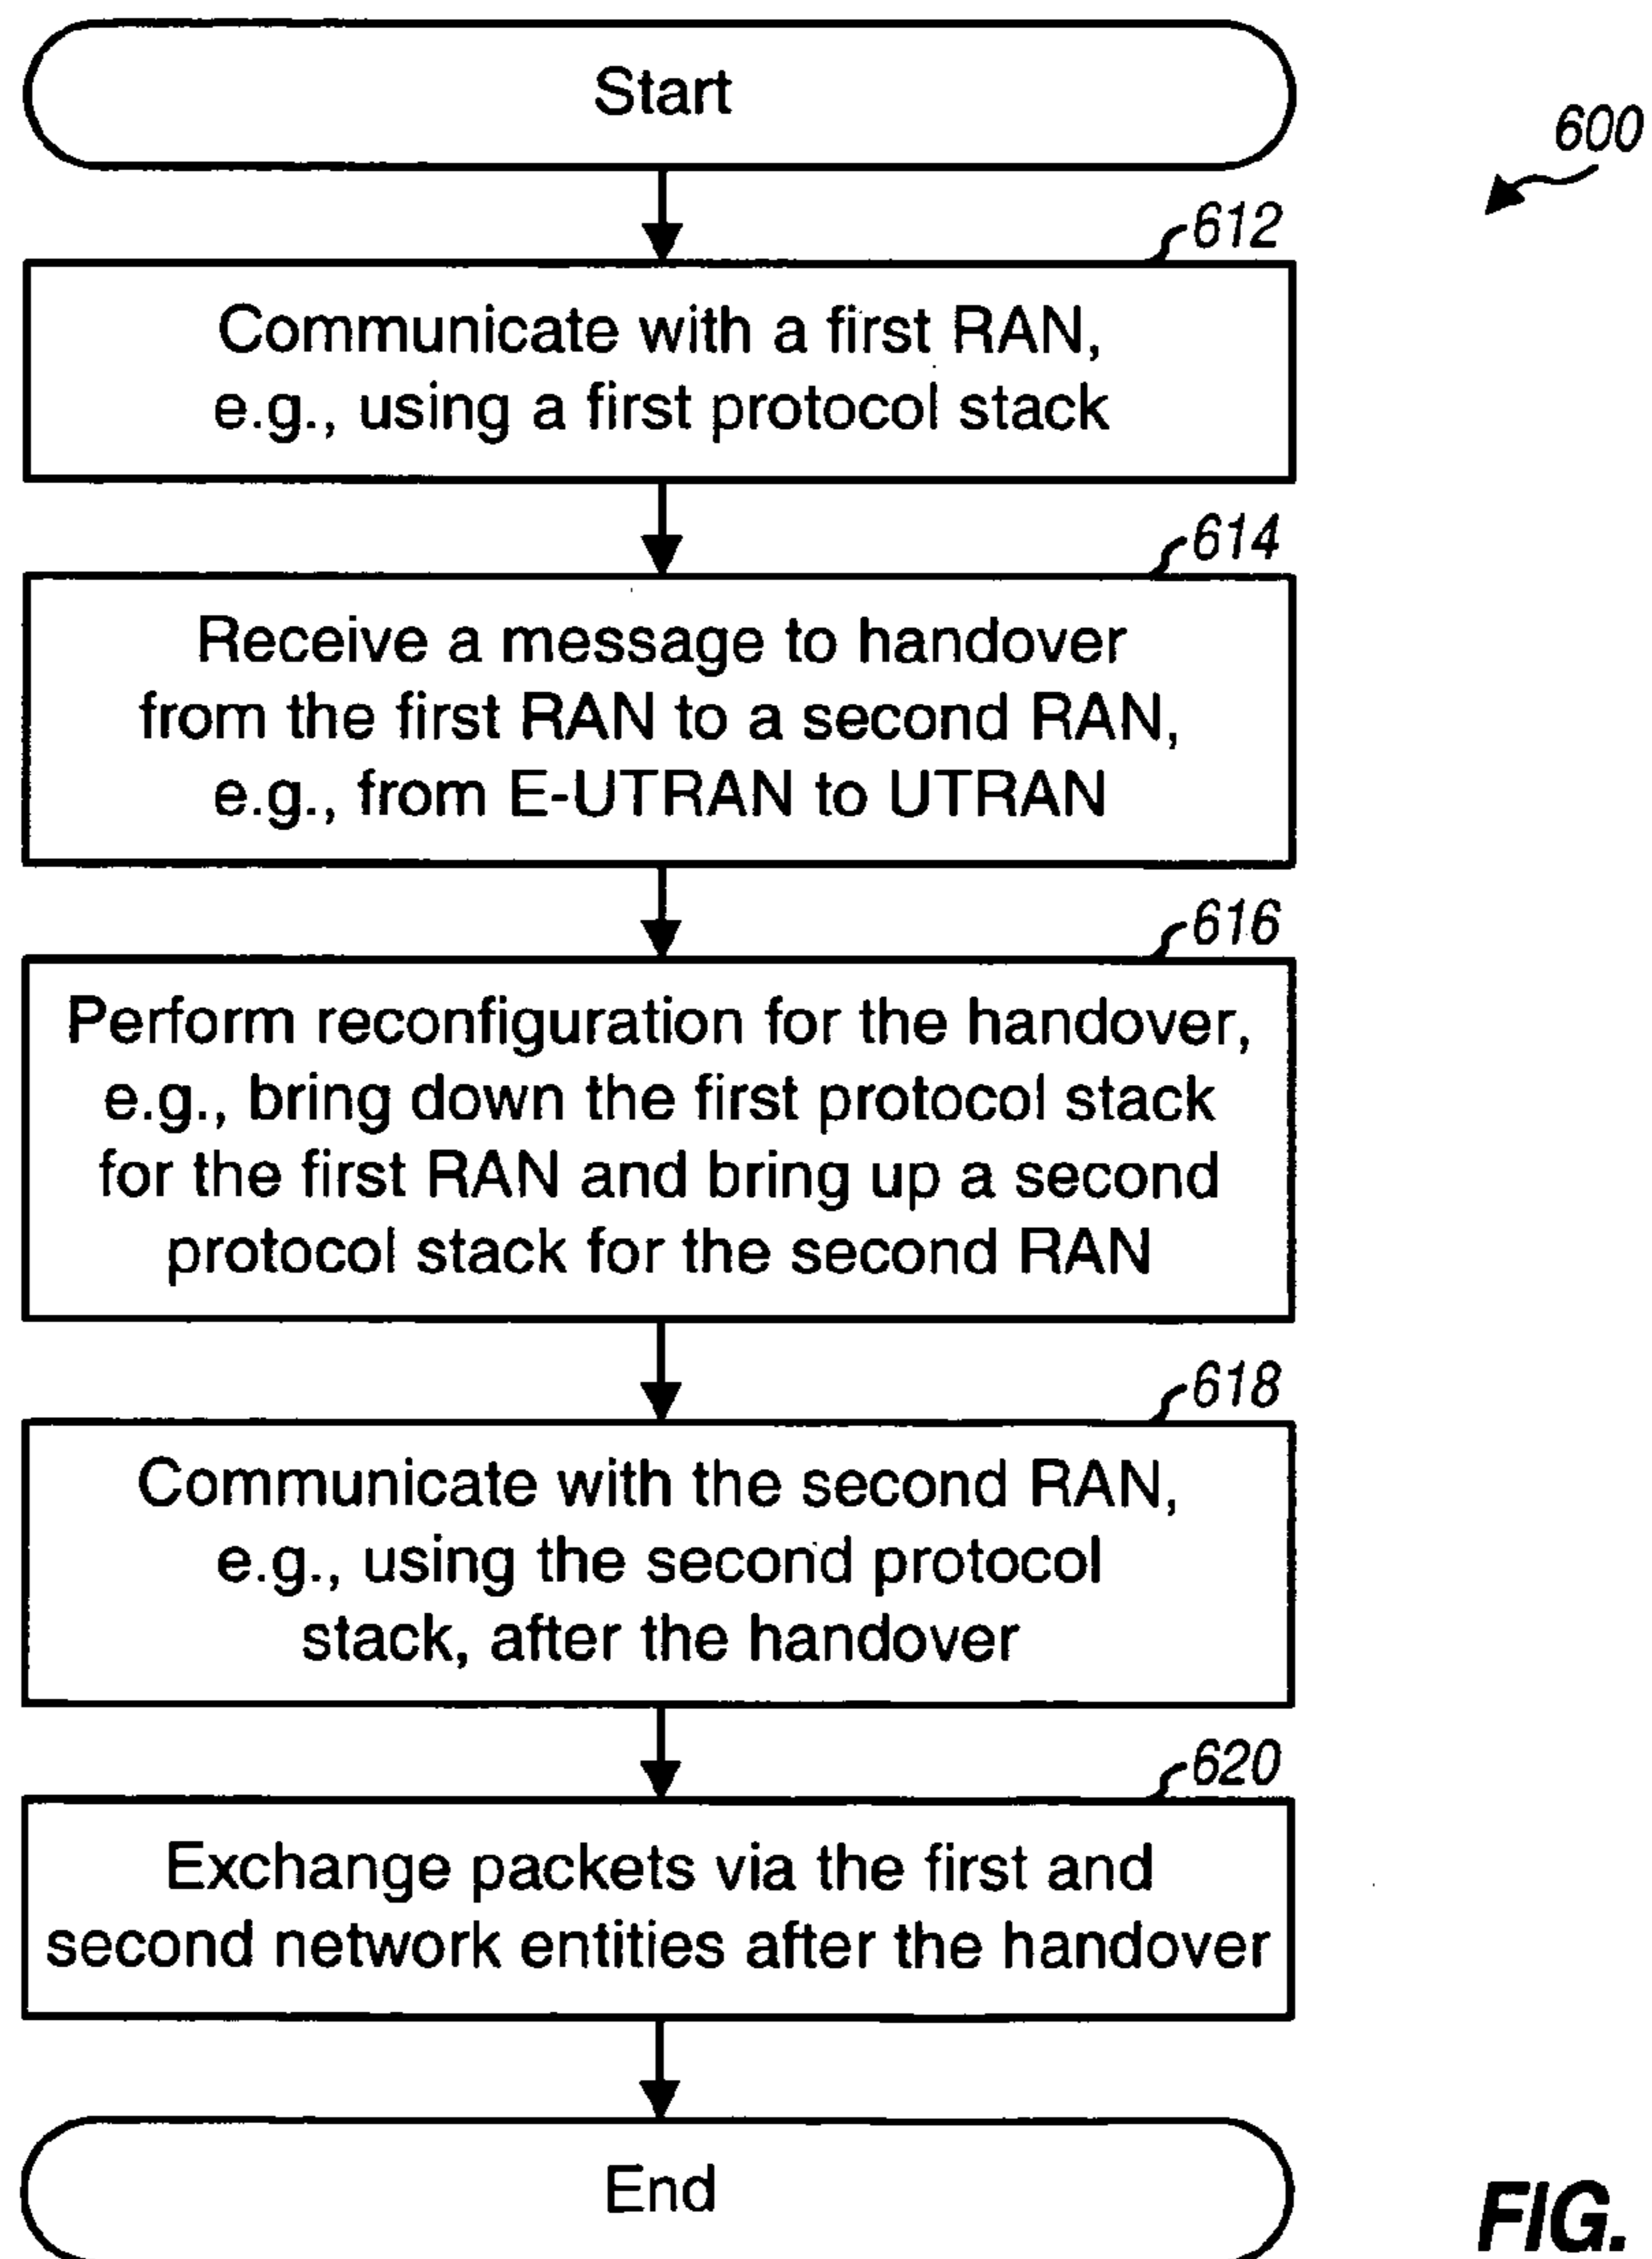 Start
600
612
Communicate with a first RAN,
e.g., using a first protocol stack
614
Receive a message to handover
from the first RAN to a second RAN,
e.g., from E-UTRAN to UTRAN
616
Perform reconfiguration for the handover,
e.g., bring down the first protocol stack
for the first RAN and bring up a second
protocol stack for the second RAN
618
Communicate with the second RAN,
e.g., using the second protocol
stack, after the handover
620
Exchange packets via the first and
second network entities after the handover
End
FIG.